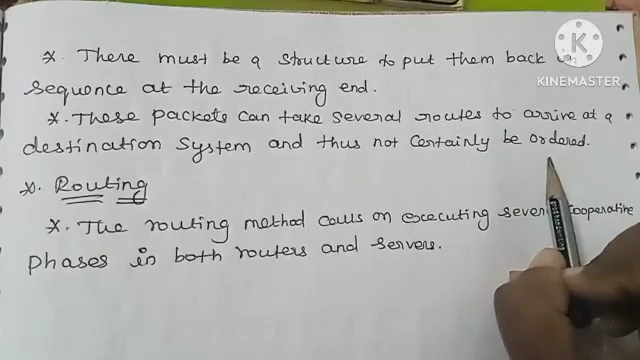 *. There must be a structure to put them back in
sequence at the receiving end.
*. These packets can take several routes to arrive at a
destination system and thus not certainly be ordered.
*. Routing
*. The routing method calls on executing several cooperative
phases in both routers and servers.
K
KINEMASTER